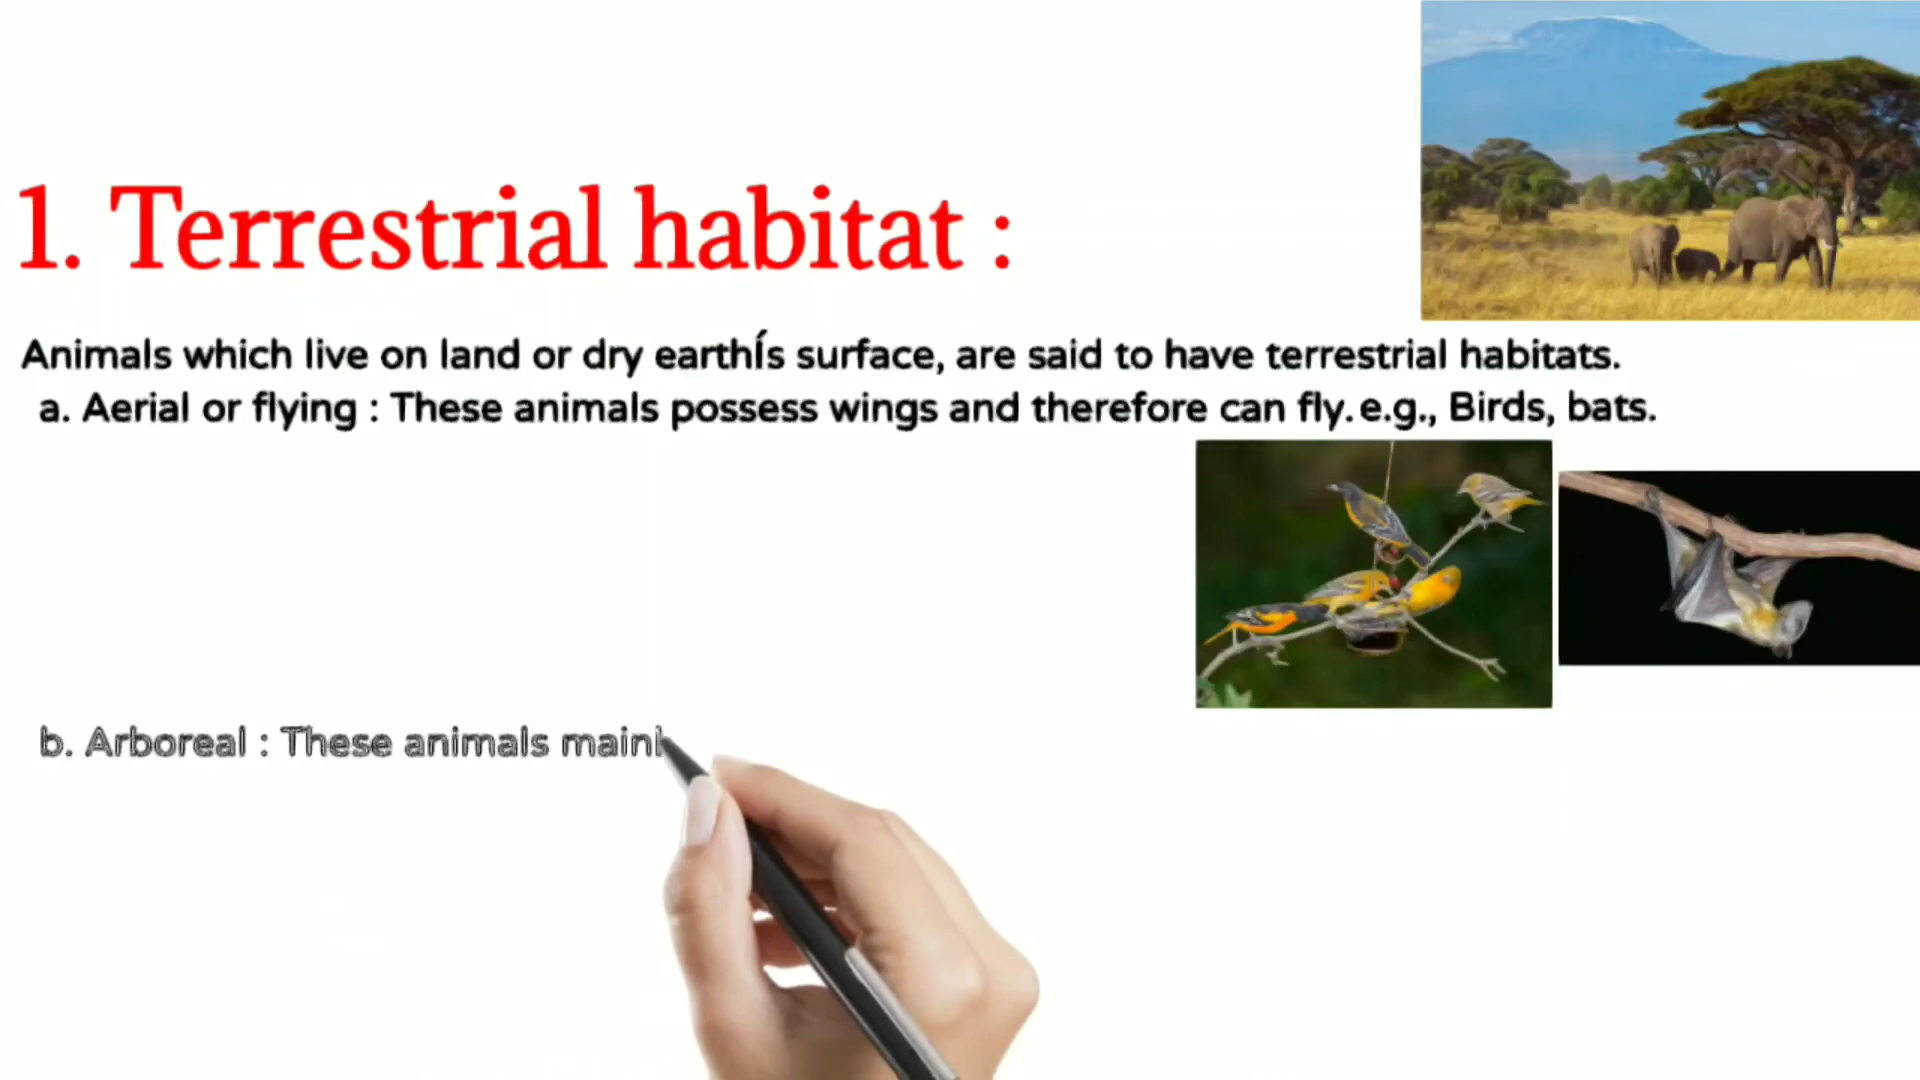 1. Terrestrial habitat :
Animals which live on land or dry earthÍs surface, are said to have terrestrial habitats.
a. Aerial or flying : These animals possess wings and therefore can fly. e.g., Birds, bats.
b. Arboreal : These animals mainl